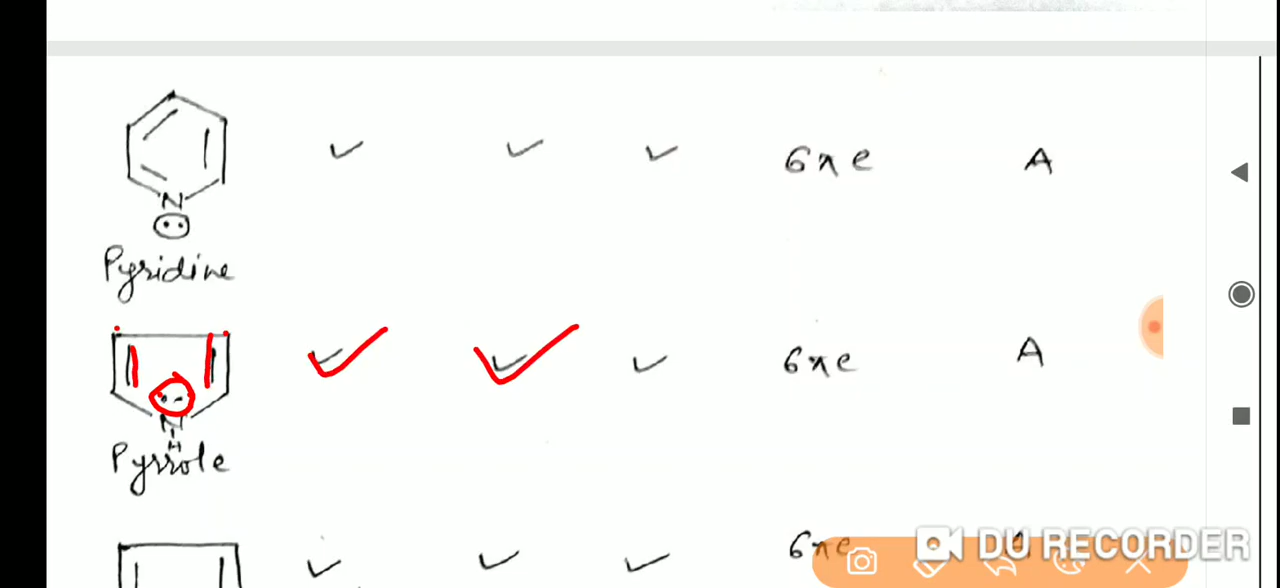 ✓ ✓ ✓ 6πe A
N
Pyridine
✓ ✓ ✓ 6πe A
N
H
Pyrrole
✓ ✓ ✓ 6πe A
DU RECORDER